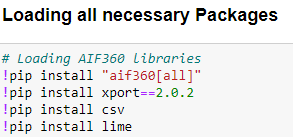 Loading all necessary Packages
# Loading AIF360 libraries
!pip install "aif360[all]"
!pip install xport==2.0.2
!pip install csv
!pip install lime